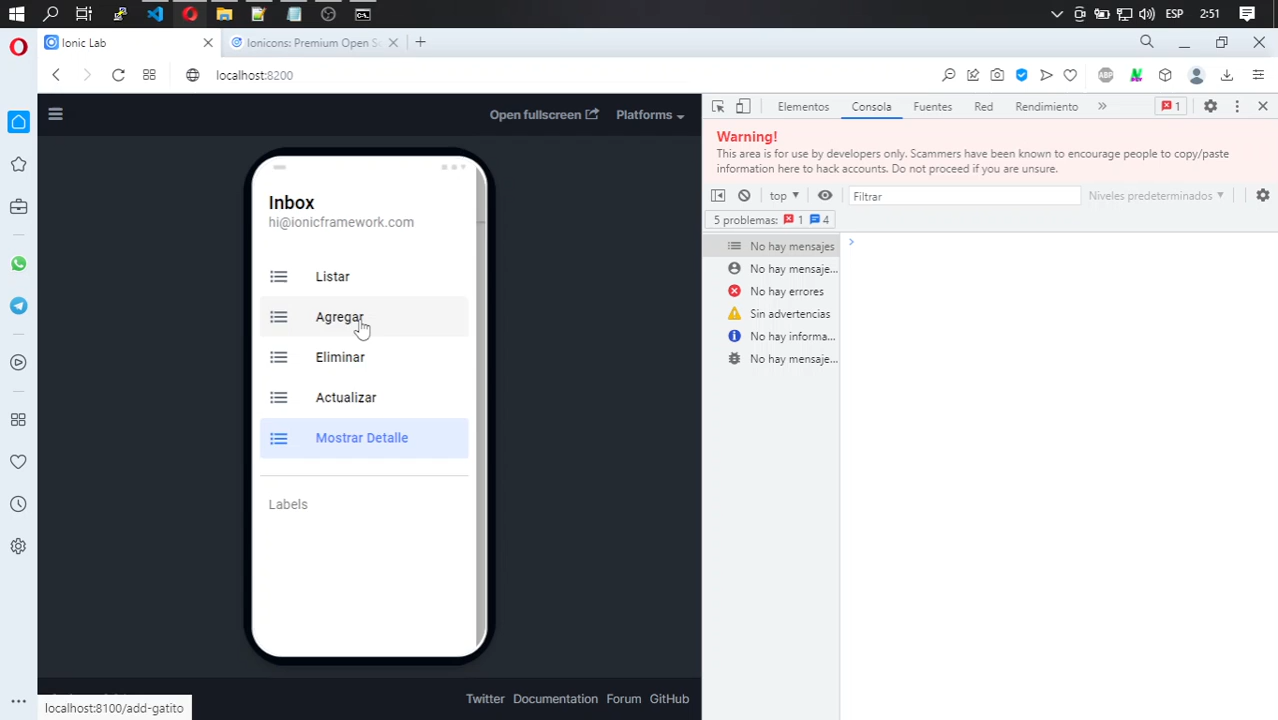 ESP 2:51
Ionic Lab
Ionicons: Premium Open S
localhost:8200
ABP
Open fullscreen
Platforms
Inbox
hi@ionicframework.com
Listar
Agregar
Eliminar
Actualizar
Mostrar Detalle
Labels
Twitter Documentation Forum GitHub
localhost:8100/add-gatito
Elementos Consola Fuentes Red Rendimiento 1
Warning!
This area is for use by developers only. Scammers have been known to encourage people to copy/paste
information here to hack accounts. Do not proceed if you are unsure.
top Filtrar Niveles predeterminados
5 problemas: 1 4
No hay mensajes
No hay mensaje...
No hay errores
Sin advertencias
No hay informa...
No hay mensaje...